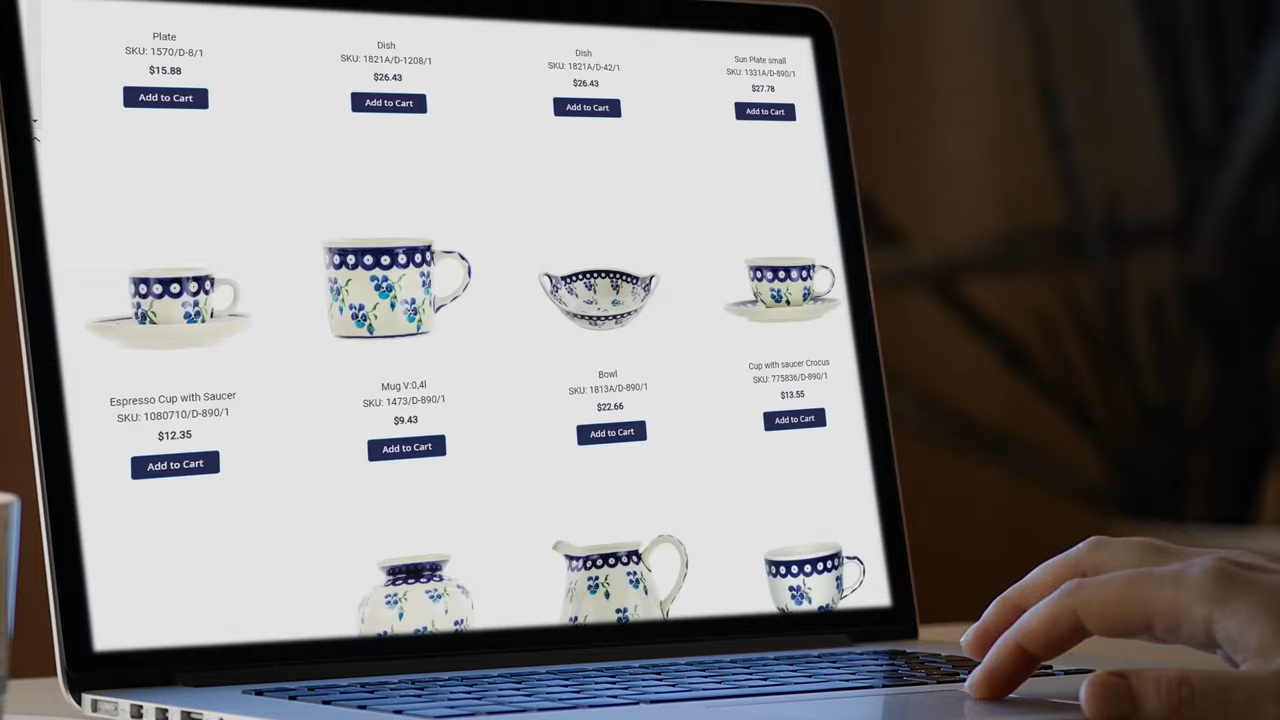 Plate
SKU: 1570/D-8/1
$15.88
Add to Cart
Dish
SKU: 1821A/D-1208/1
$26.43
Add to Cart
Dish
SKU: 1821A/D-42/1
$26.43
Add to Cart
Sun Plate small
SKU: 1331A/D-890/1
$27.78
Add to Cart
Espresso Cup with Saucer
SKU: 1080710/D-890/1
$12.35
Add to Cart
Mug V:0,4l
SKU: 1473/D-890/1
$9.43
Add to Cart
Bowl
SKU: 1813A/D-890/1
$22.66
Add to Cart
Cup with saucer Crocus
SKU: 775836/D-890/1
$13.55
Add to Cart